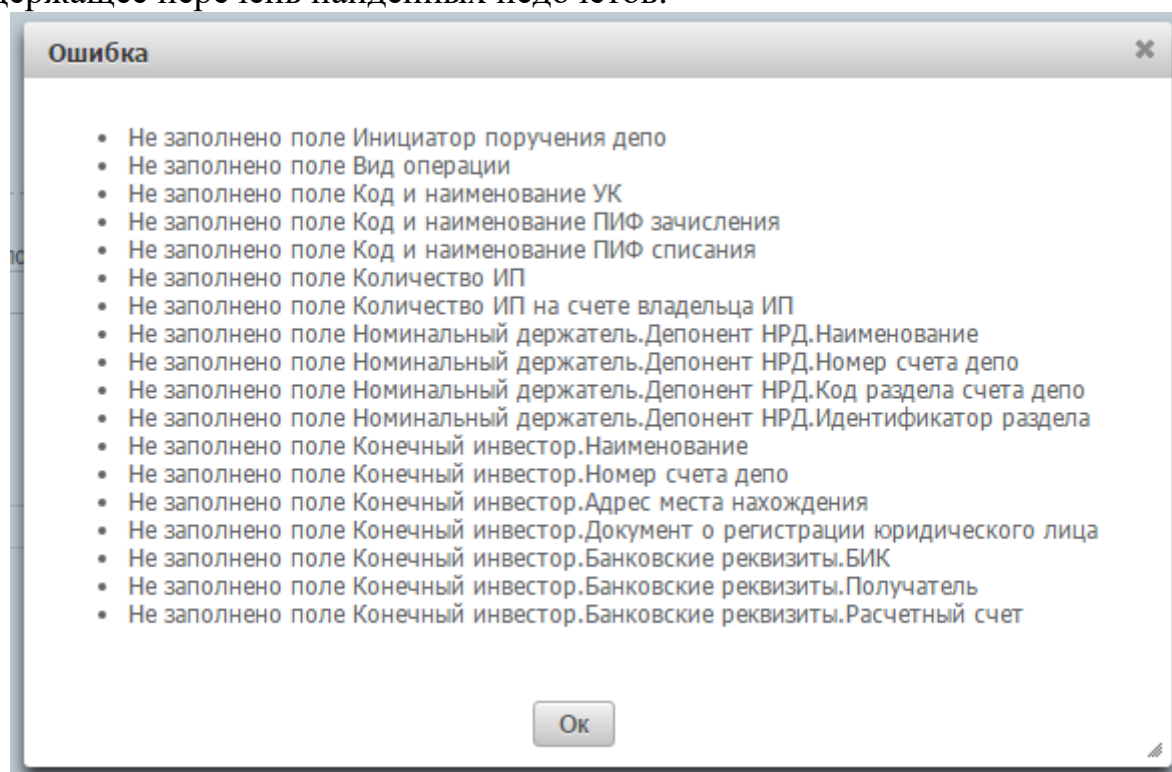 перечень найденных недочетов.
Ошибка
• Не заполнено поле Инициатор поручения депо
• Не заполнено поле Вид операции
• Не заполнено поле Код и наименование УК
• Не заполнено поле Код и наименование ПИФ зачисления
• Не заполнено поле Код и наименование ПИФ списания
• Не заполнено поле Количество ИП
• Не заполнено поле Количество ИП на счете владельца ИП
• Не заполнено поле Номинальный держатель.Депонент НРД.Наименование
• Не заполнено поле Номинальный держатель.Депонент НРД.Номер счета депо
• Не заполнено поле Номинальный держатель.Депонент НРД.Код раздела счета депо
• Не заполнено поле Номинальный держатель.Депонент НРД.Идентификатор раздела
• Не заполнено поле Конечный инвестор.Наименование
• Не заполнено поле Конечный инвестор.Номер счета депо
• Не заполнено поле Конечный инвестор.Адрес места нахождения
• Не заполнено поле Конечный инвестор.Документ о регистрации юридического лица
• Не заполнено поле Конечный инвестор.Банковские реквизиты.БИК
• Не заполнено поле Конечный инвестор.Банковские реквизиты.Получатель
• Не заполнено поле Конечный инвестор.Банковские реквизиты.Расчетный счет
Ок